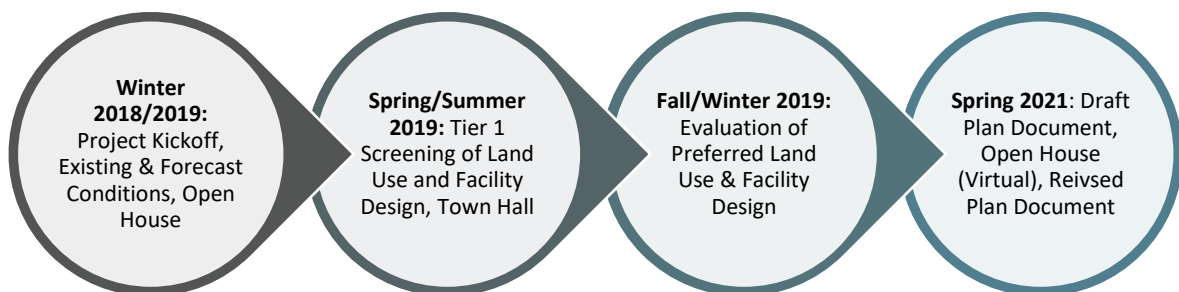 Winter
2018/2019:
Project Kickoff,
Existing & Forecast
Conditions, Open
House
Spring/Summer
2019: Tier 1
Screening of Land
Use and Facility
Design, Town Hall
Fall/Winter 2019:
Evaluation of
Preferred Land
Use & Facility
Design
Spring 2021: Draft
Plan Document,
Open House
(Virtual), Reivsed
Plan Document